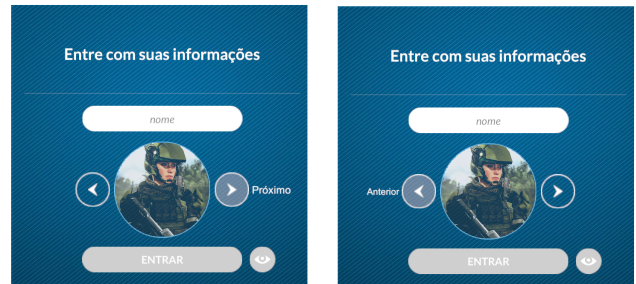 Entre com suas informações
nome
Próximo
ENTRAR
Entre com suas informações
nome
Anterior
ENTRAR